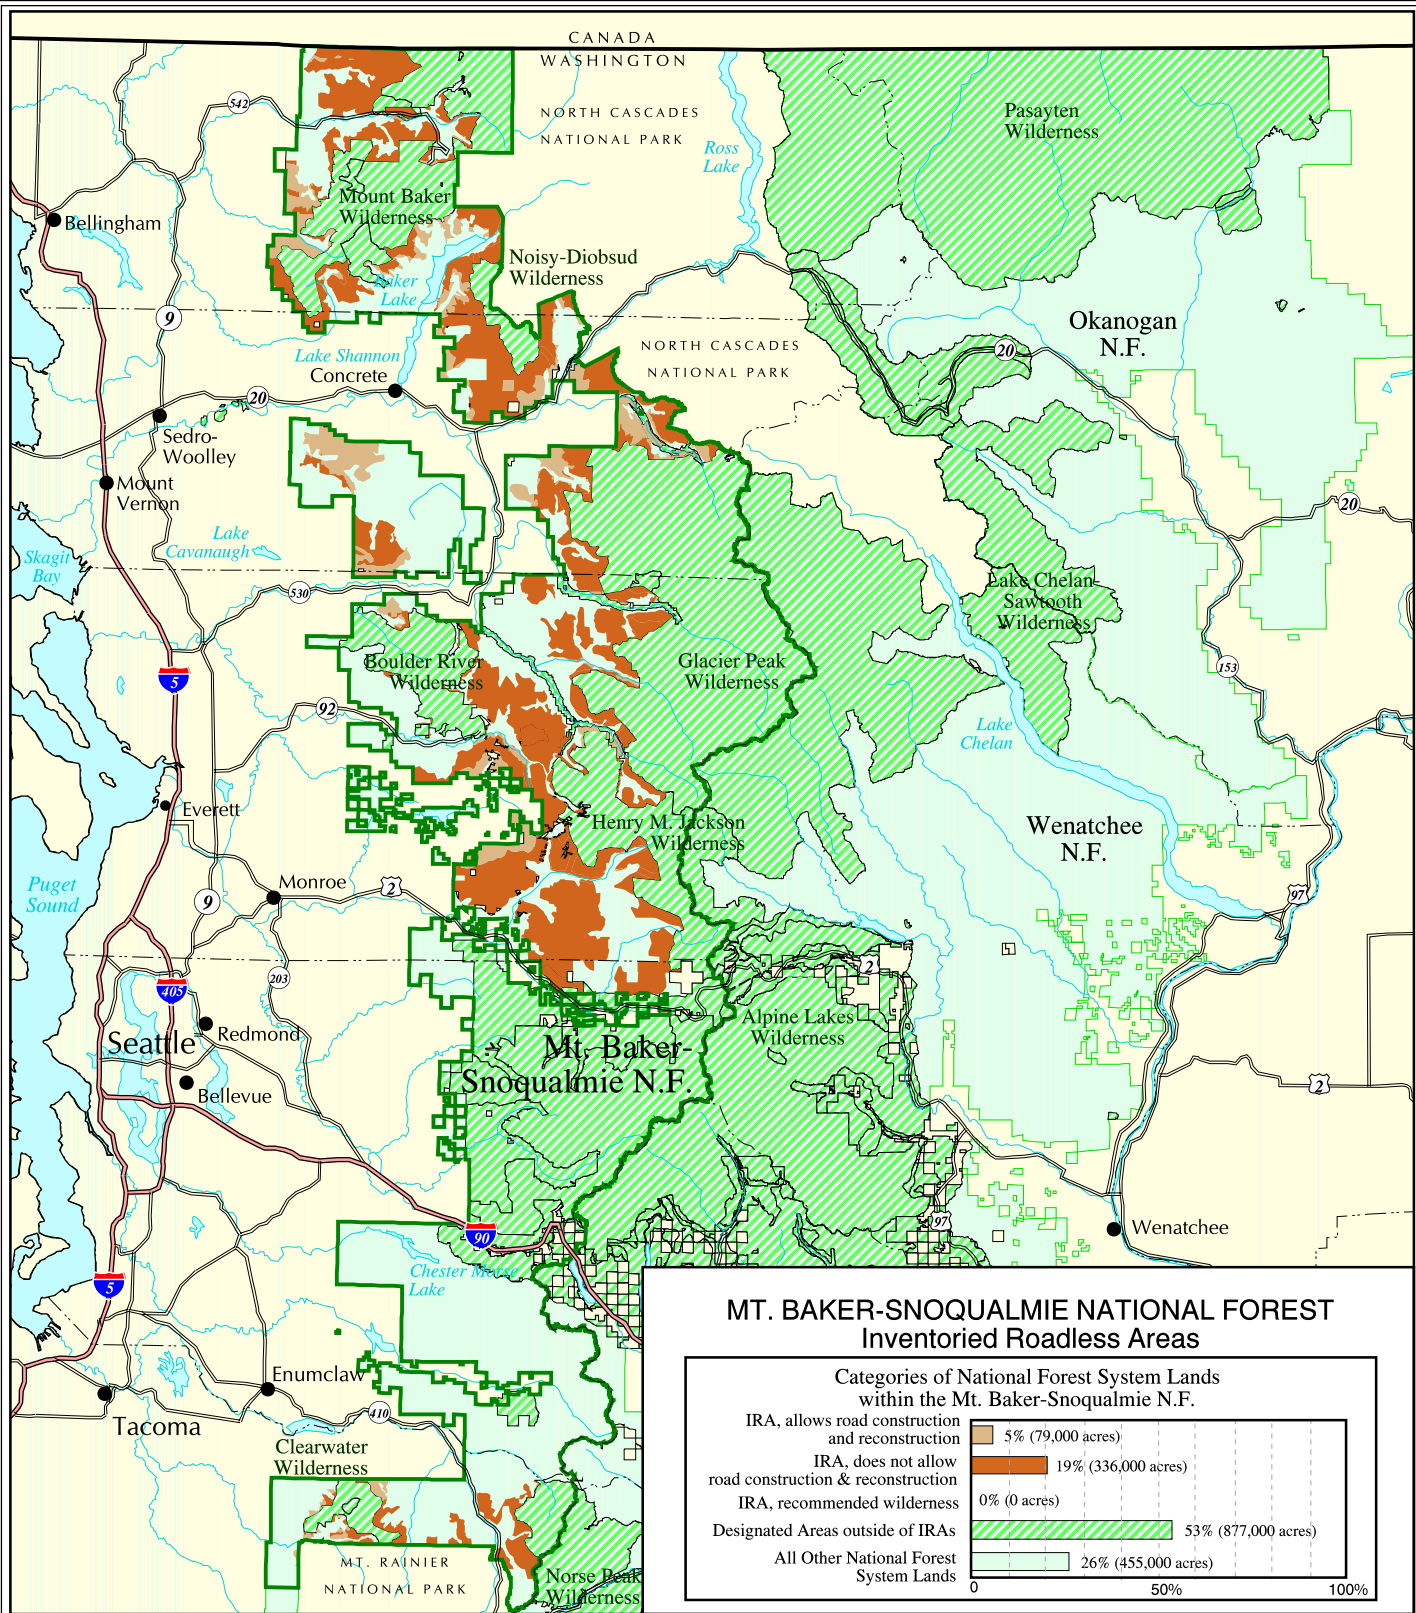 CANADA
WASHINGTON
NORTH CASCADES
NATIONAL PARK
Pasayten
Wilderness
542
Ross
Lake
Mount Baker
Wilderness
Bellingham
Noisy-Diobsud
Wilderness
Baker
Lake
9
Okanogan
N.F.
NORTH CASCADES
NATIONAL PARK
20
Lake Shannon
Concrete
20
Sedro-
Woolley
Mount
Vernon
20
Lake
Cavanaugh
Skagit
Bay
530
Lake Chelan-
Sawtooth
Wilderness
Boulder River
Wilderness
Glacier Peak
Wilderness
153
5
92
Lake
Chelan
Everett
Henry M. Jackson
Wilderness
Wenatchee
N.F.
Puget
Sound
Monroe
2
9
97
203
2
405
Seattle
Redmond
Alpine Lakes
Wilderness
Mt. Baker-
Snoqualmie N.F.
Bellevue
2
97
Wenatchee
90
Chester Morse
Lake
5
Enumclaw
Tacoma
410
Clearwater
Wilderness
MT. RAINIER
NATIONAL PARK
Norse Peak
Wilderness
MT. BAKER-SNOQUALMIE NATIONAL FOREST
Inventoried Roadless Areas
Categories of National Forest System Lands
within the Mt. Baker-Snoqualmie N.F.
IRA, allows road construction
and reconstruction
5% (79,000 acres)
IRA, does not allow
road construction & reconstruction
19% (336,000 acres)
IRA, recommended wilderness
0% (0 acres)
Designated Areas outside of IRAs
53% (877,000 acres)
All Other National Forest
System Lands
26% (455,000 acres)
0 50% 100%